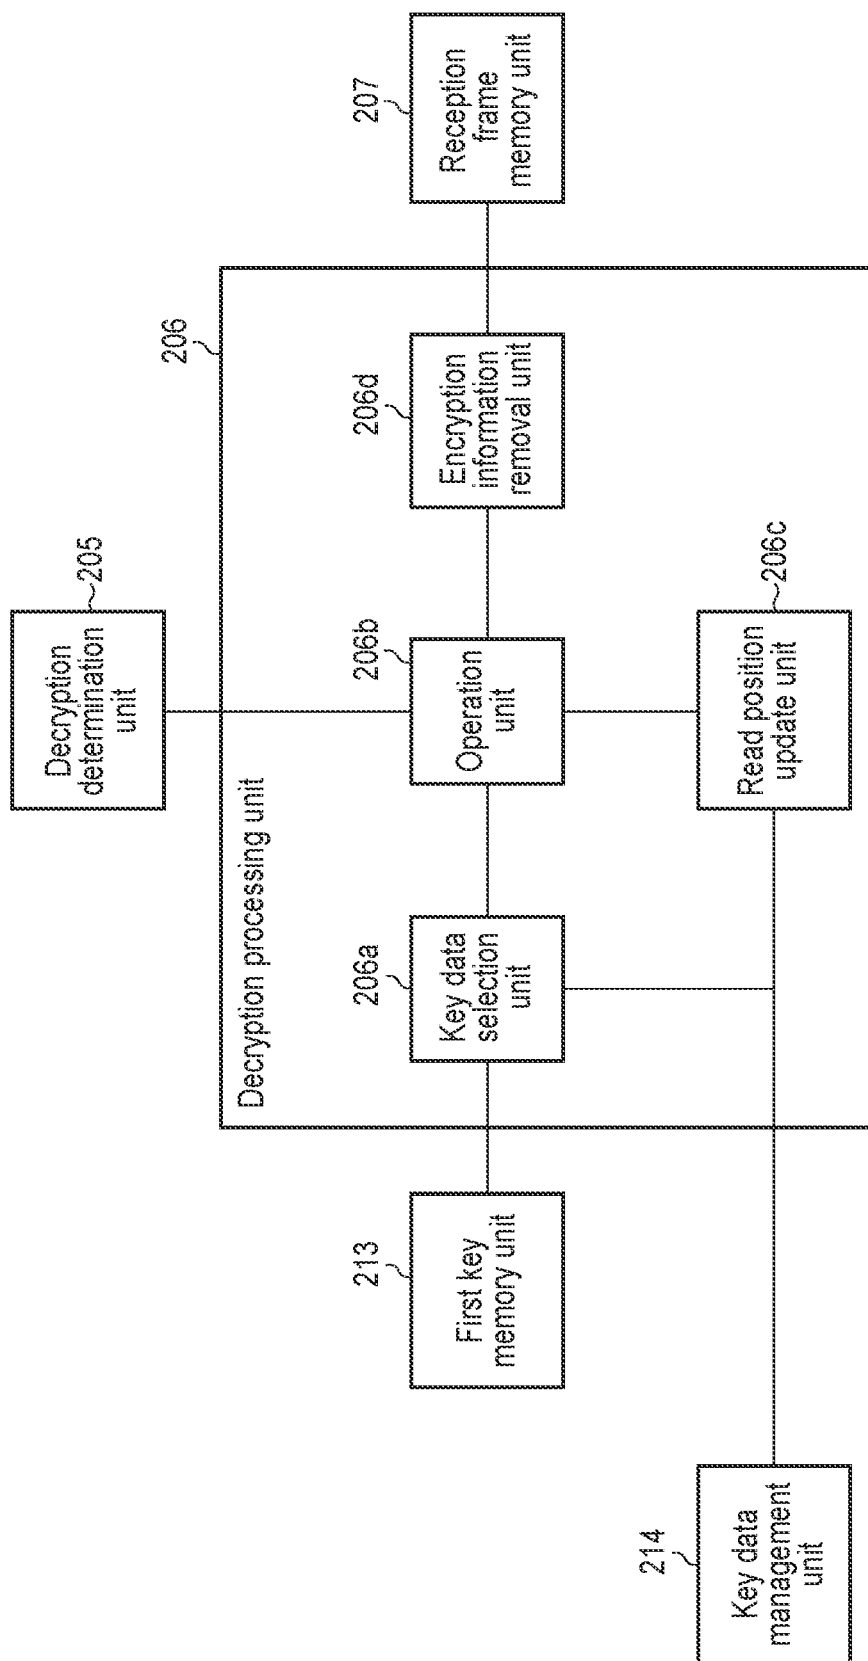 Decryption
determination
unit
205
Decryption processing unit
206
213
First key
memory unit
206a
Key data
selection
unit
206b
Operation
unit
206d
Encryption
information
removal unit
207
Reception
frame
memory unit
214
Key data
management
unit
Read position
update unit
206c